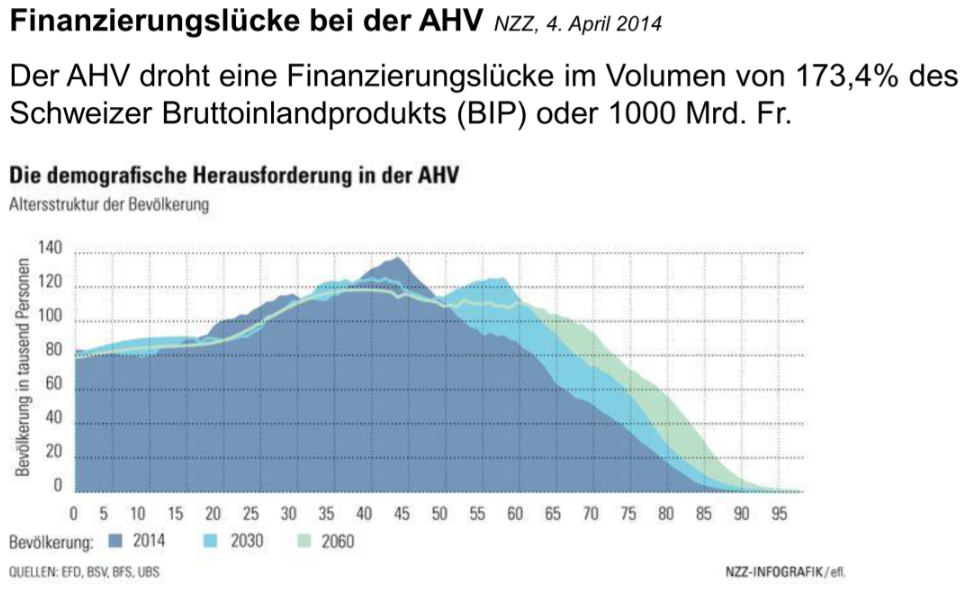 Finanzierungslücke bei der AHV NZZ, 4. April 2014
Der AHV droht eine Finanzierungslücke im Volumen von 173,4% des
Schweizer Bruttoinlandprodukts (BIP) oder 1000 Mrd. Fr.
Die demografische Herausforderung in der AHV
Altersstruktur der Bevölkerung
Bevölkerung in tausend Personen
140
120
100
80
60
40
20
0
0 5 10 15 20 25 30 35 40 45 50 55 60 65 70 75 80 85 90 95
Bevölkerung: 2014 2030 2060
QUELLEN: EFD, BSV, BFS, UBS NZZ-INFOGRAFIK/efl.